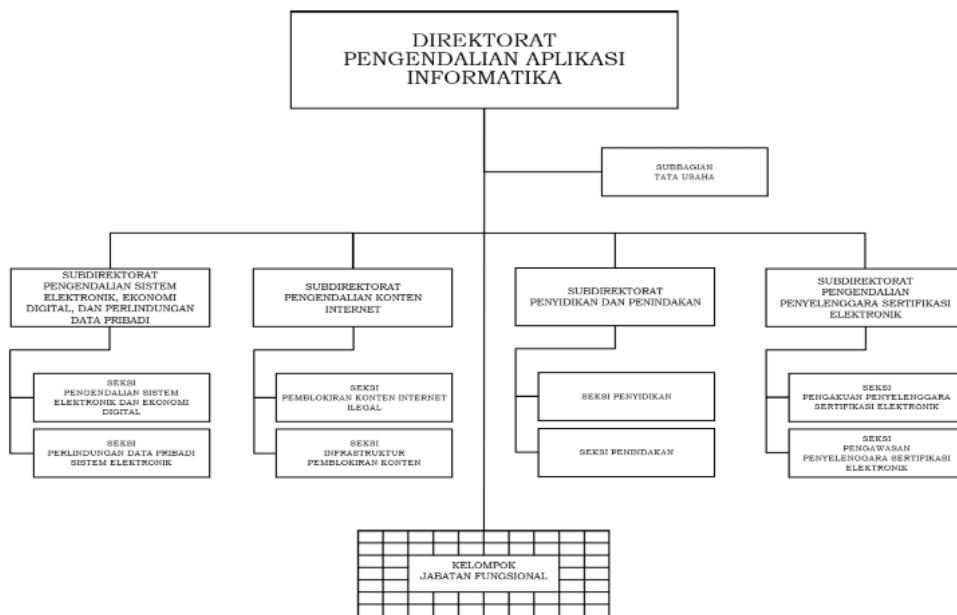 DIREKTORAT
PENGENDALIAN APLIKASI
INFORMATIKA
SUBBAGIAN
TATA USAHA
SUBDIREKTORAT
PENGENDALIAN SISTEM
ELEKTRONIK, EKONOMI
DIGITAL, DAN PERLINDUNGAN
DATA PRIBADI
SEKSI
PENGENDALIAN SISTEM
ELEKTRONIK DAN EKONOMI
DIGITAL
SEKSI
PERLINDUNGAN DATA PRIBADI
SISTEM ELEKTRONIK
SUBDIREKTORAT
PENGENDALIAN KONTEN
INTERNET
SEKSI
PEMBLOKIRAN KONTEN INTERNET
ILEGAL
SEKSI
INFRASTRUKTUR
PEMBLOKIRAN KONTEN
SUBDIREKTORAT
PENYIDIKAN DAN PENINDAKAN
SEKSI PENYIDIKAN
SEKSI PENINDAKAN
SUBDIREKTORAT
PENGENDALIAN
PENYELENGGARA SERTIFIKASI
ELEKTRONIK
SEKSI
PENGAKUAN PENYELENGGARA
SERTIFIKASI ELEKTRONIK
SEKSI
PENGAWASAN
PENYELENGGARA SERTIFIKASI
ELEKTRONIK
KELOMPOK
JABATAN FUNGSIONAL